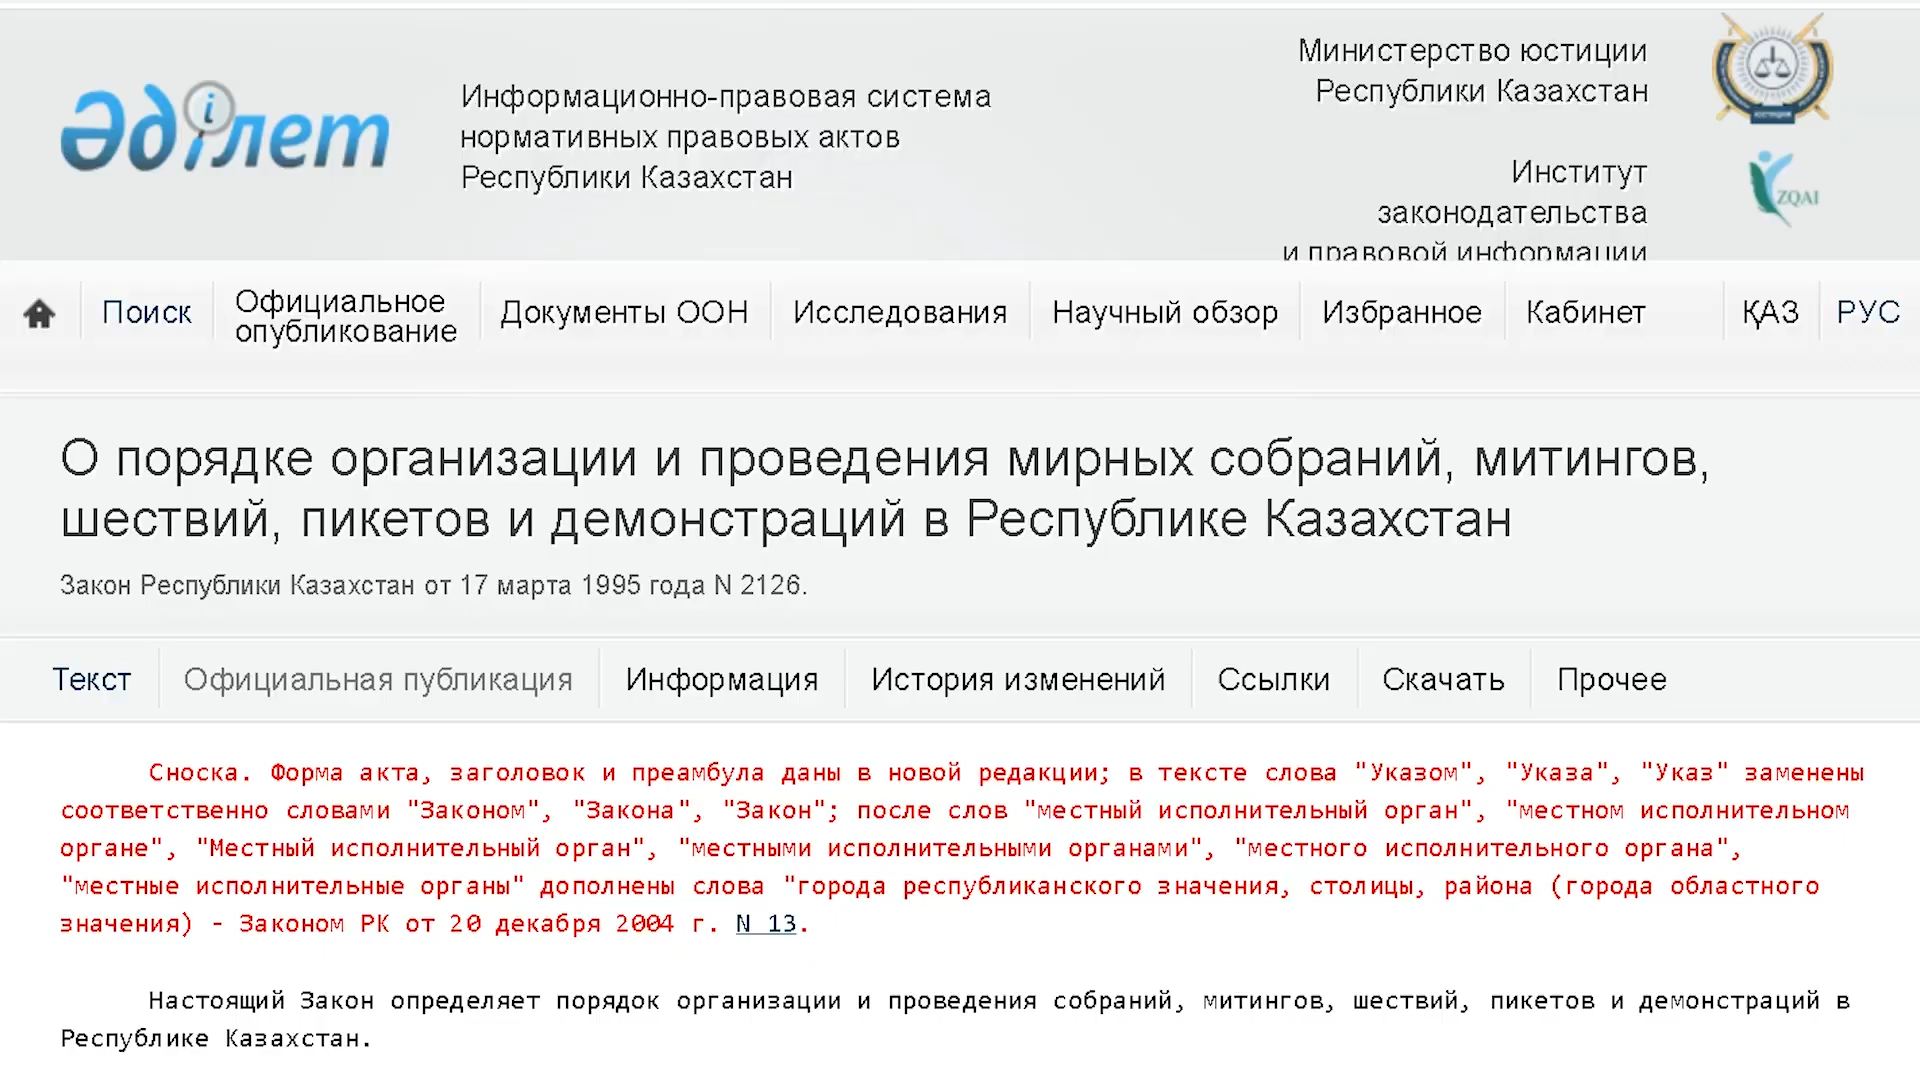 Әділет
Информационно-правовая система
нормативных правовых актов
Республики Казахстан
Министерство юстиции
Республики Казахстан
Институт
законодательства
и правовой информации
ZQAI
Поиск
Официальное
опубликование
Документы ООН
Исследования
Научный обзор
Избранное
Кабинет
ҚАЗ
РУС
О порядке организации и проведения мирных собраний, митингов,
шествий, пикетов и демонстраций в Республике Казахстан
Закон Республики Казахстан от 17 марта 1995 года N 2126.
Текст
Официальная публикация
Информация
История изменений
Ссылки
Скачать
Прочее
Сноска. Форма акта, заголовок и преамбула даны в новой редакции; в тексте слова "Указом", "Указа", "Указ" заменены
соответственно словами "Законом", "Закона", "Закон"; после слов "местный исполнительный орган", "местном исполнительном
органе", "Местный исполнительный орган", "местными исполнительными органами", "местного исполнительного органа",
"местные исполнительные органы" дополнены слова "города республиканского значения, столицы, района (города областного
значения) - Законом РК от 20 декабря 2004 г. N 13.
Настоящий Закон определяет порядок организации и проведения собраний, митингов, шествий, пикетов и демонстраций в
Республике Казахстан.